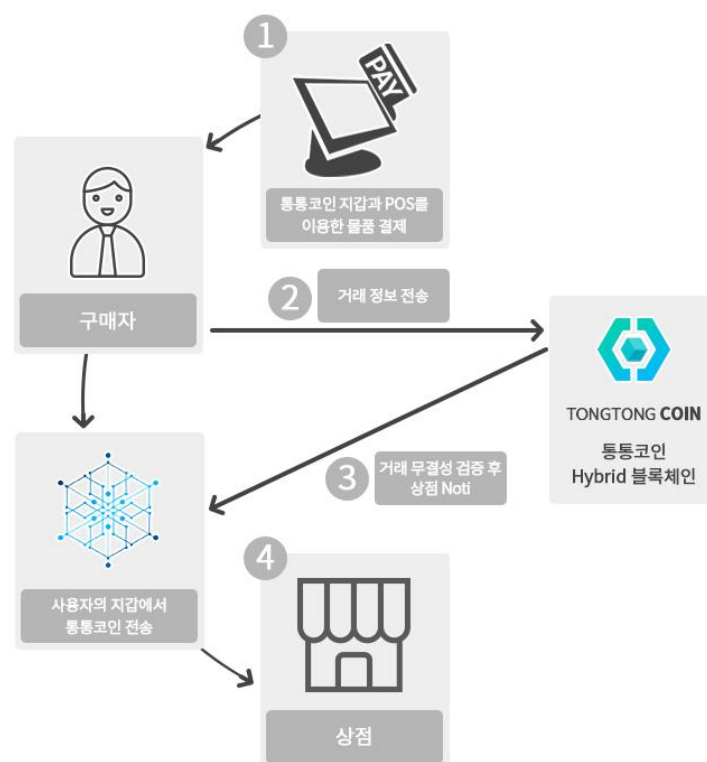 1
PAY
통통코인 지갑과 POS를
이용한 물품 결제
구매자
2
거래 정보 전송
TONGTONG COIN
통통코인
Hybrid 블록체인
3
거래 무결성 검증 후
상점 Noti
사용자의 지갑에서
통통코인 전송
4
상점